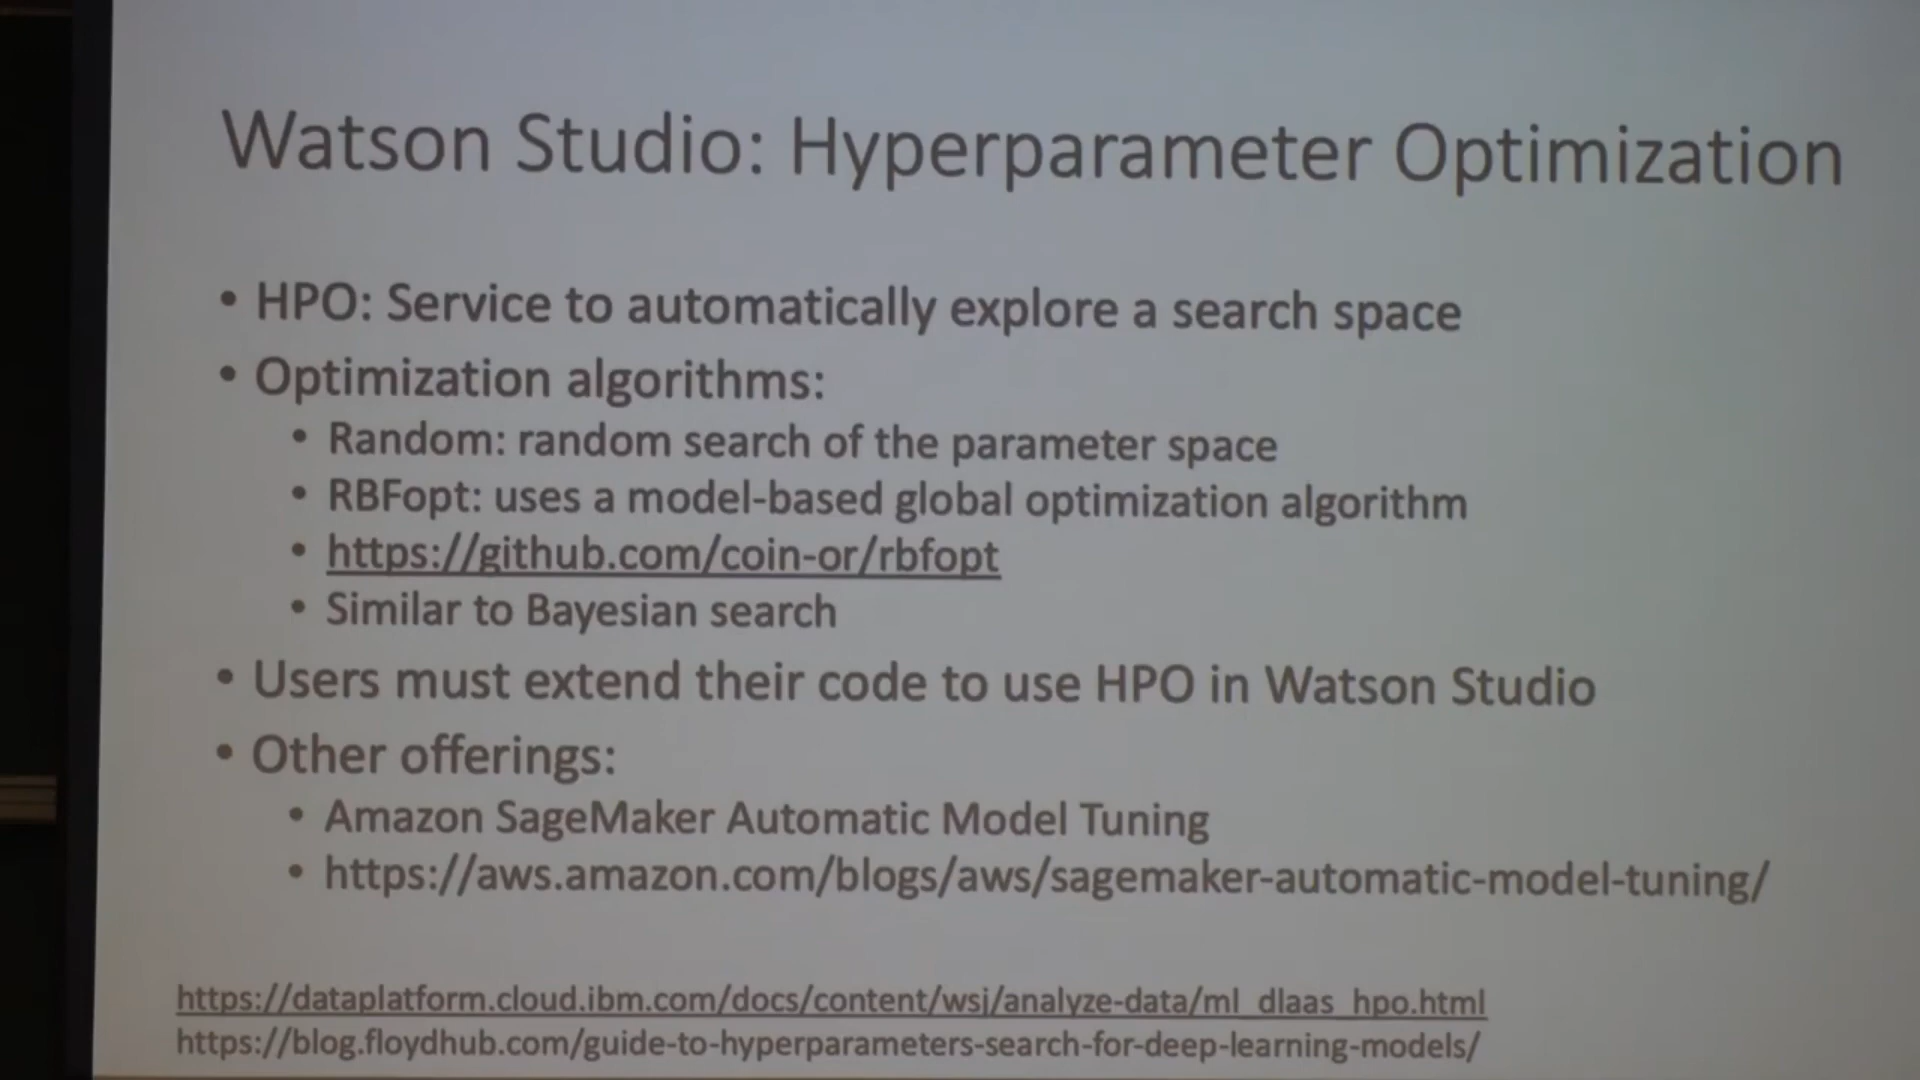 Watson Studio: Hyperparameter Optimization
• HPO: Service to automatically explore a search space
• Optimization algorithms:
• Random: random search of the parameter space
• RBFopt: uses a model-based global optimization algorithm
• https://github.com/coin-or/rbfopt
• Similar to Bayesian search
• Users must extend their code to use HPO in Watson Studio
• Other offerings:
• Amazon SageMaker Automatic Model Tuning
• https://aws.amazon.com/blogs/aws/sagemaker-automatic-model-tuning/
https://dataplatform.cloud.ibm.com/docs/content/wsj/analyze-data/ml_dlaas_hpo.html
https://blog.floydhub.com/guide-to-hyperparameters-search-for-deep-learning-models/